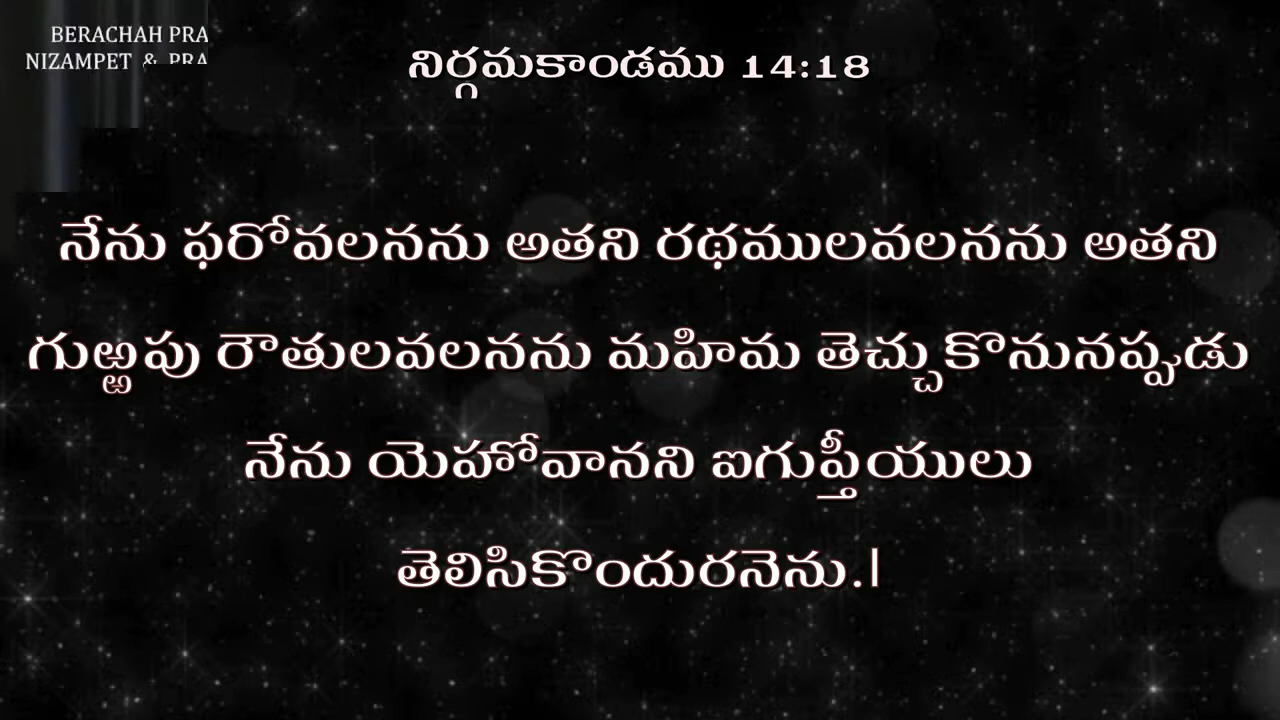 BERACHAH PRA
NIZAMPET & PRA
నిర్గమకాండము 14:18
నేను ఫరోవలనను అతని రథములవలనను అతని
గుఱ్ఱపు రౌతులవలనను మహిమ తెచ్చుకొనునప్పుడు
నేను యెహోవానని ఐగుప్తీయులు
తెలిసికొందురనెను.|